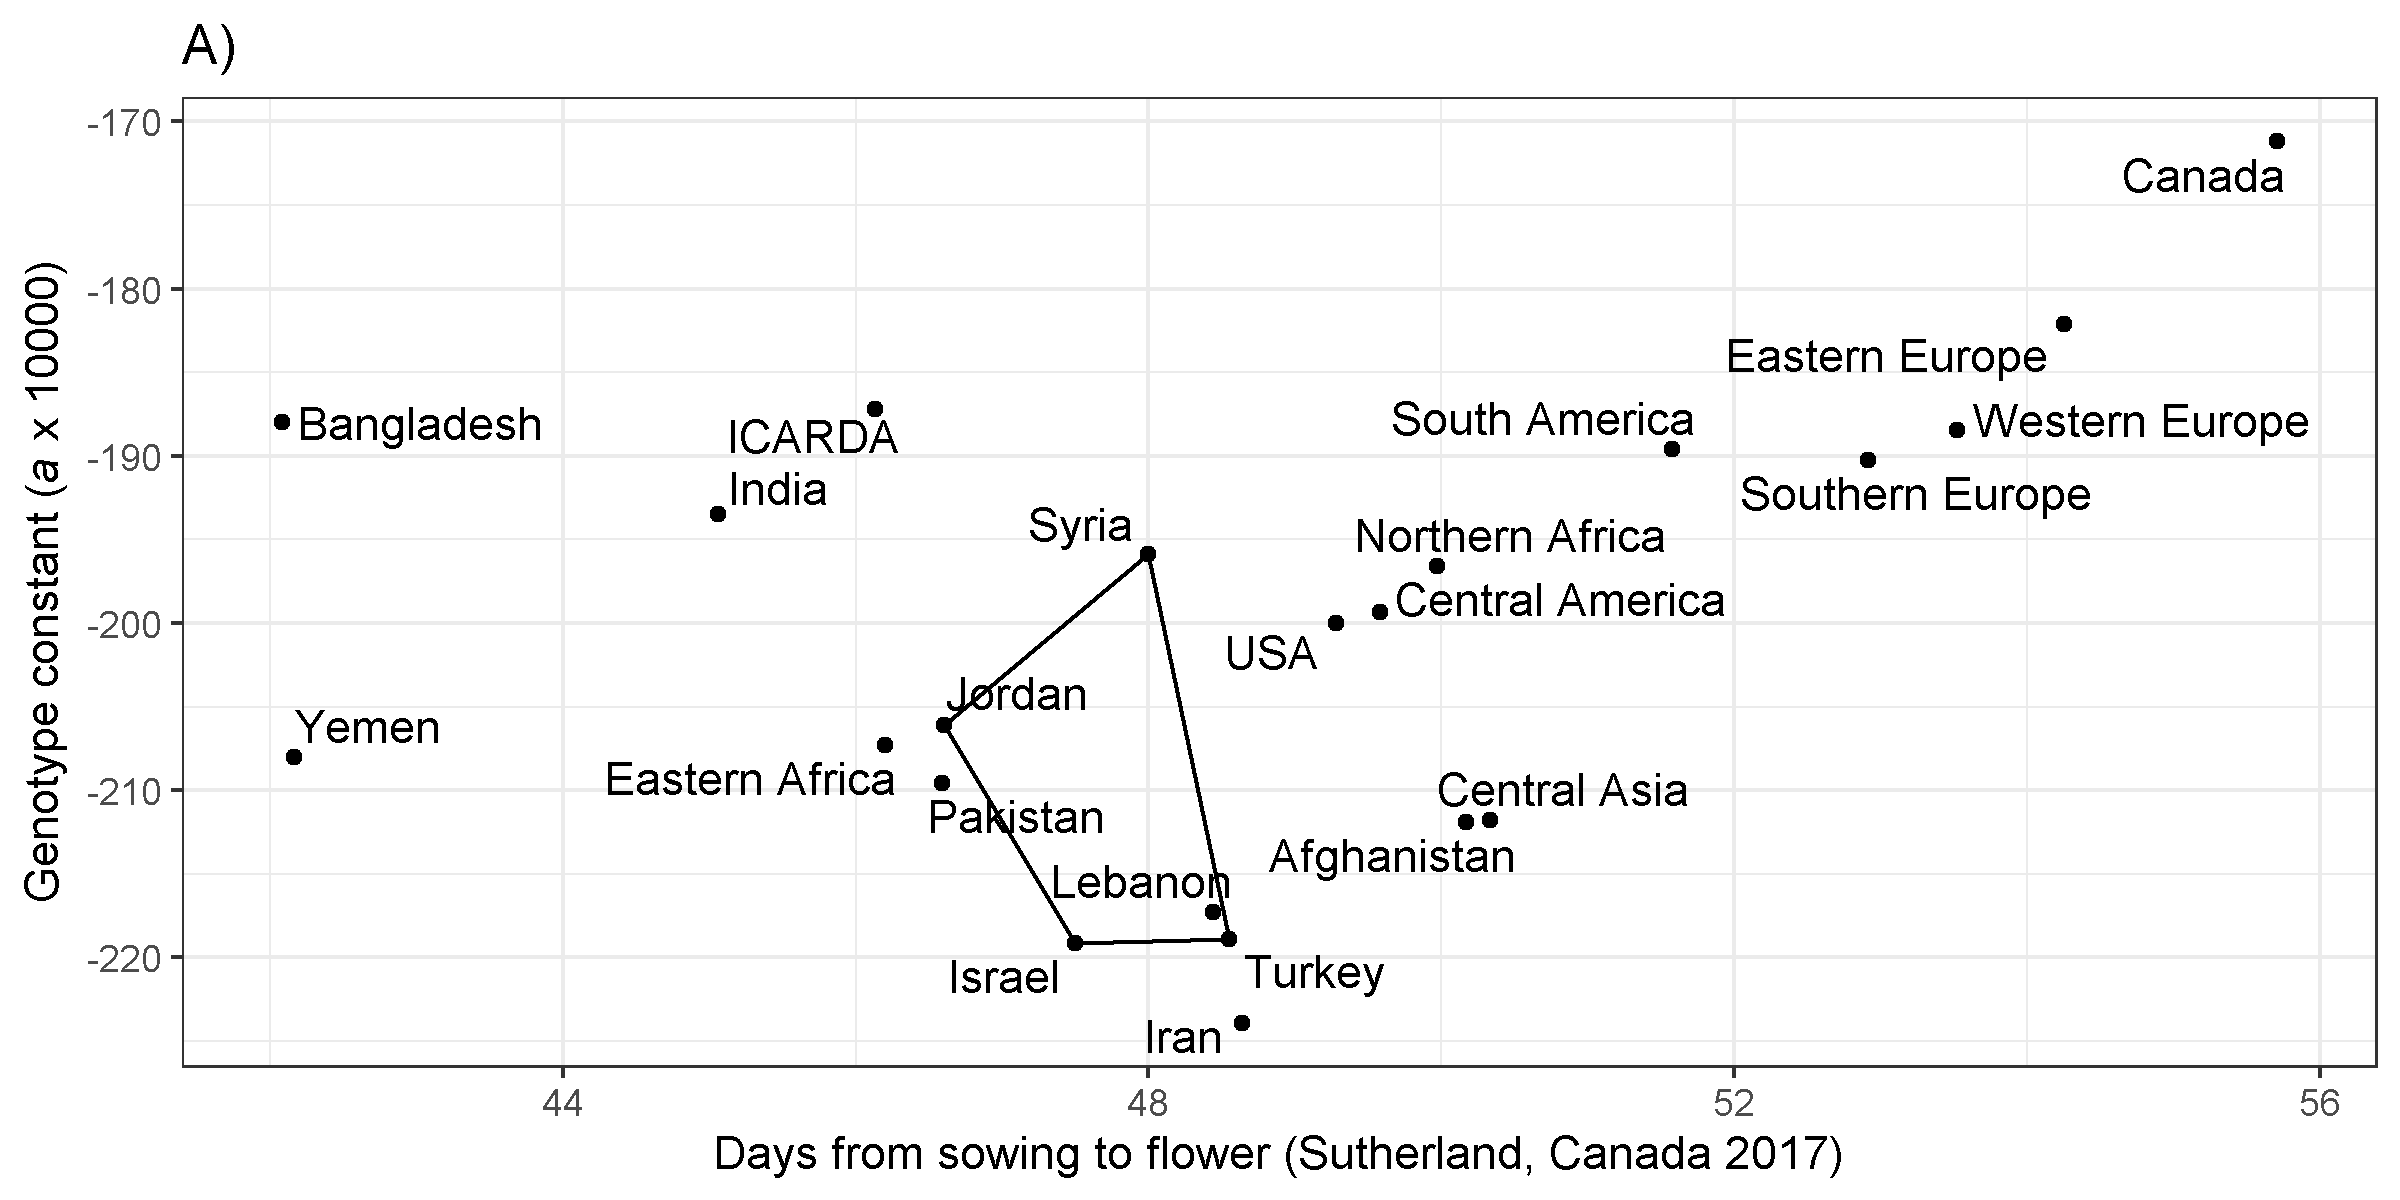 A)
Genotype constant (a x 10000)
-170
-180
-190
-200
-210
-220
Canada
Eastern Europe
Bangladesh
ICARDA
South America
Western Europe
India
Southern Europe
Syria
Northern Africa
Central America
USA
Jordan
Yemen
Eastern Africa
Central Asia
Pakistan
Afghanistan
Lebanon
Israel
Turkey
Iran
44
48
52
56
Days from sowing to flower (Sutherland, Canada 2017)